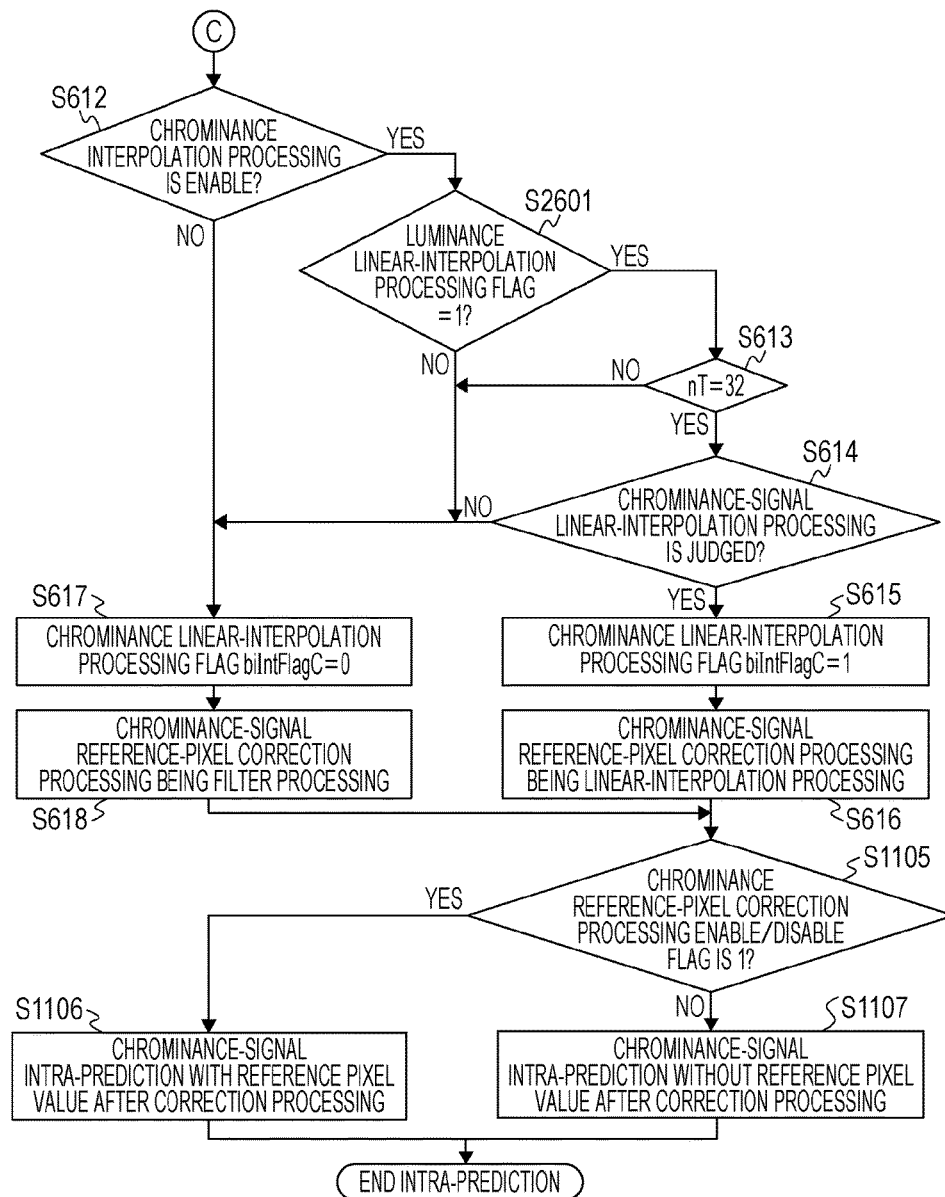 C
S612
CHROMINANCE
INTERPOLATION PROCESSING
IS ENABLE?
YES
NO
S2601
LUMINANCE
LINEAR-INTERPOLATION
PROCESSING FLAG
=1?
YES
NO
S613
nT=32
NO
YES
S614
CHROMINANCE-SIGNAL
LINEAR-INTERPOLATION PROCESSING
IS JUDGED?
NO
YES
S617
CHROMINANCE LINEAR-INTERPOLATION
PROCESSING FLAG biIntFlagC=0
S615
CHROMINANCE LINEAR-INTERPOLATION
PROCESSING FLAG biIntFlagC=1
CHROMINANCE-SIGNAL
REFERENCE-PIXEL CORRECTION
PROCESSING BEING FILTER PROCESSING
S618
CHROMINANCE-SIGNAL
REFERENCE-PIXEL CORRECTION PROCESSING
BEING LINEAR-INTERPOLATION PROCESSING
S616
S1105
CHROMINANCE
REFERENCE-PIXEL CORRECTION
PROCESSING ENABLE/DISABLE
FLAG IS 1?
YES
NO
S1106
CHROMINANCE-SIGNAL
INTRA-PREDICTION WITH REFERENCE PIXEL
VALUE AFTER CORRECTION PROCESSING
S1107
CHROMINANCE-SIGNAL
INTRA-PREDICTION WITHOUT REFERENCE PIXEL
VALUE AFTER CORRECTION PROCESSING
END INTRA-PREDICTION